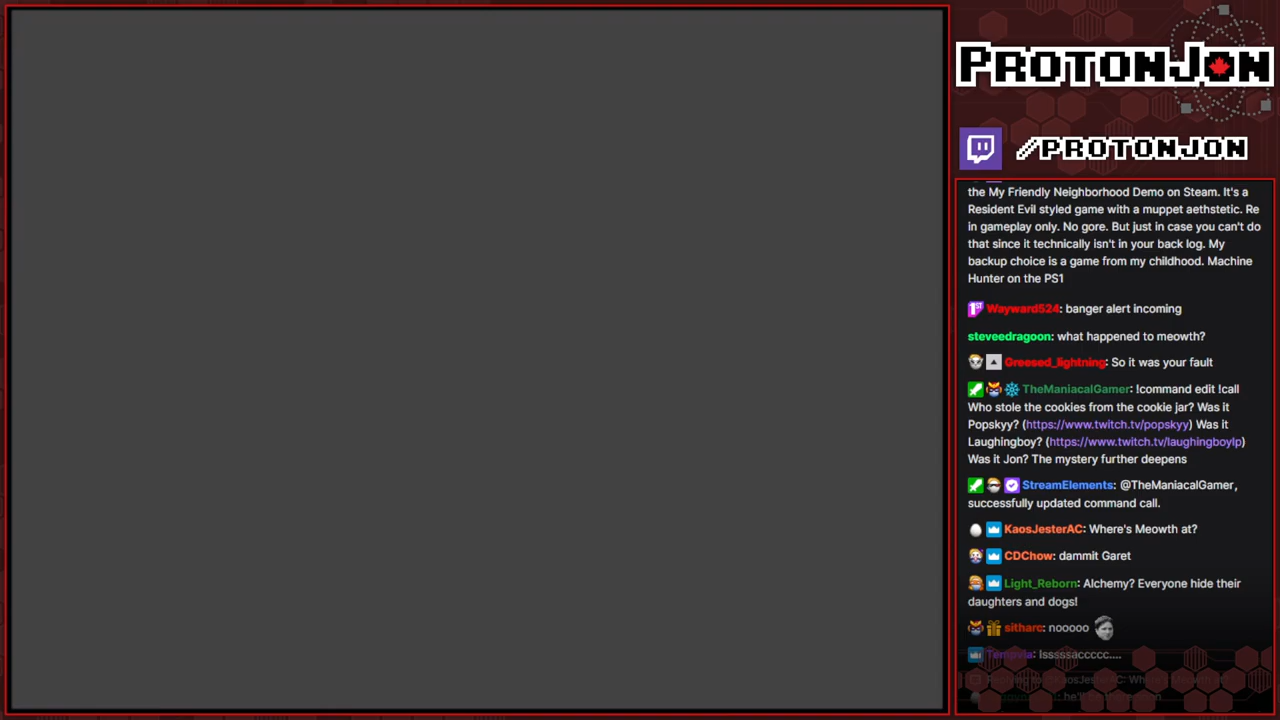 PROTONJON
/PROTONJON
the My Friendly Neighborhood Demo on Steam. It's a
Resident Evil styled game with a muppet aethstetic. Re
in gameplay only. No gore. But just in case you can't do
that since it technically isn't in your back log. My
backup choice is a game from my childhood. Machine
Hunter on the PS1
Wayward524: banger alert incoming
steveedragoon: what happened to meowth?
Greesed_lightning: So it was your fault
TheManiacalGamer: !command edit !call
Who stole the cookies from the cookie jar? Was it
Popskyy? (https://www.twitch.tv/popskyy) Was it
Laughingboy? (https://www.twitch.tv/laughingboylp)
Was it Jon? The mystery further deepens
StreamElements: @TheManiacalGamer,
successfully updated command call.
KaosJesterAC: Where's Meowth at?
CDChow: dammit Garet
Light_Reborn: Alchemy? Everyone hide their
daughters and dogs!
sitharc: nooooo
Isssssaccccc....